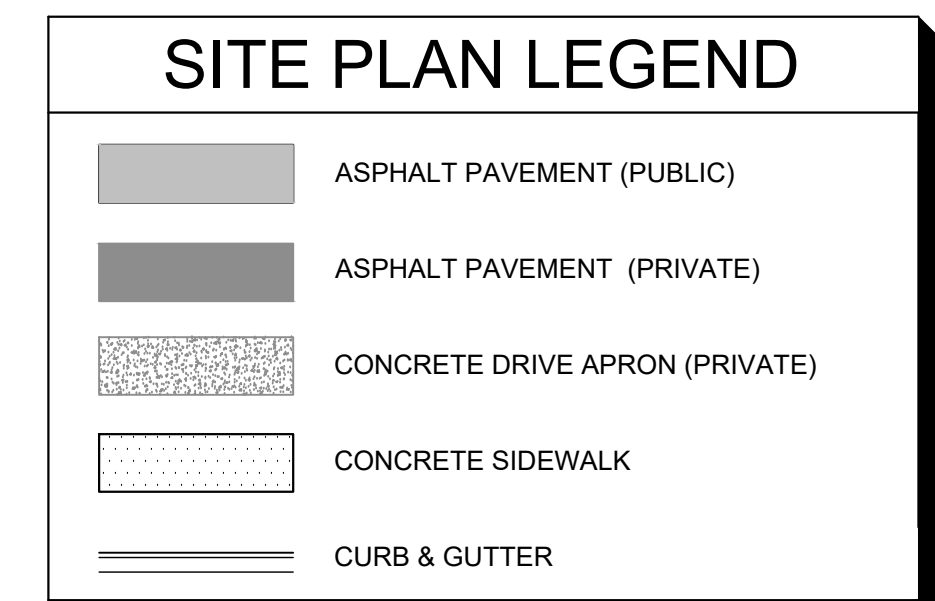 SITE PLAN LEGEND
ASPHALT PAVEMENT (PUBLIC)
ASPHALT PAVEMENT (PRIVATE)
CONCRETE DRIVE APRON (PRIVATE)
CONCRETE SIDEWALK
CURB & GUTTER